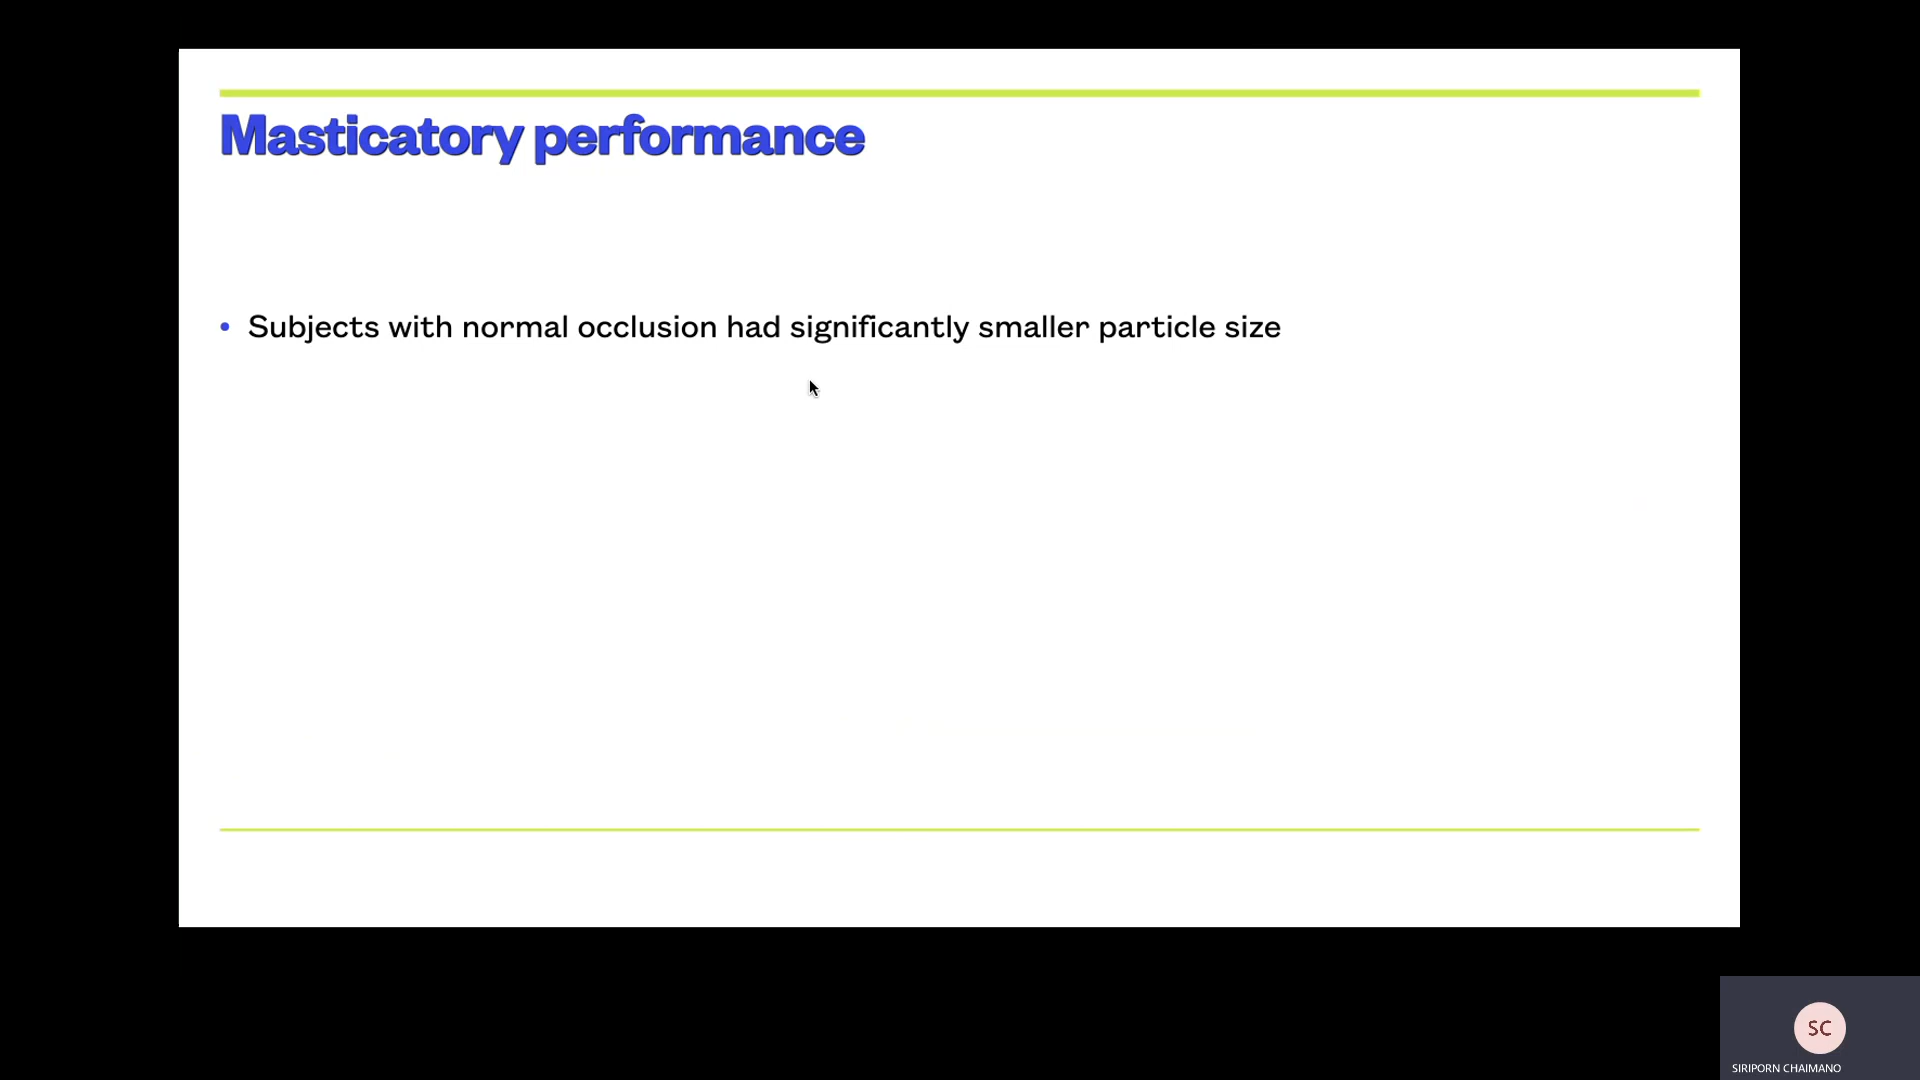 Masticatory performance
• Subjects with normal occlusion had significantly smaller particle size
SC
SIRIPORN CHAIMANO